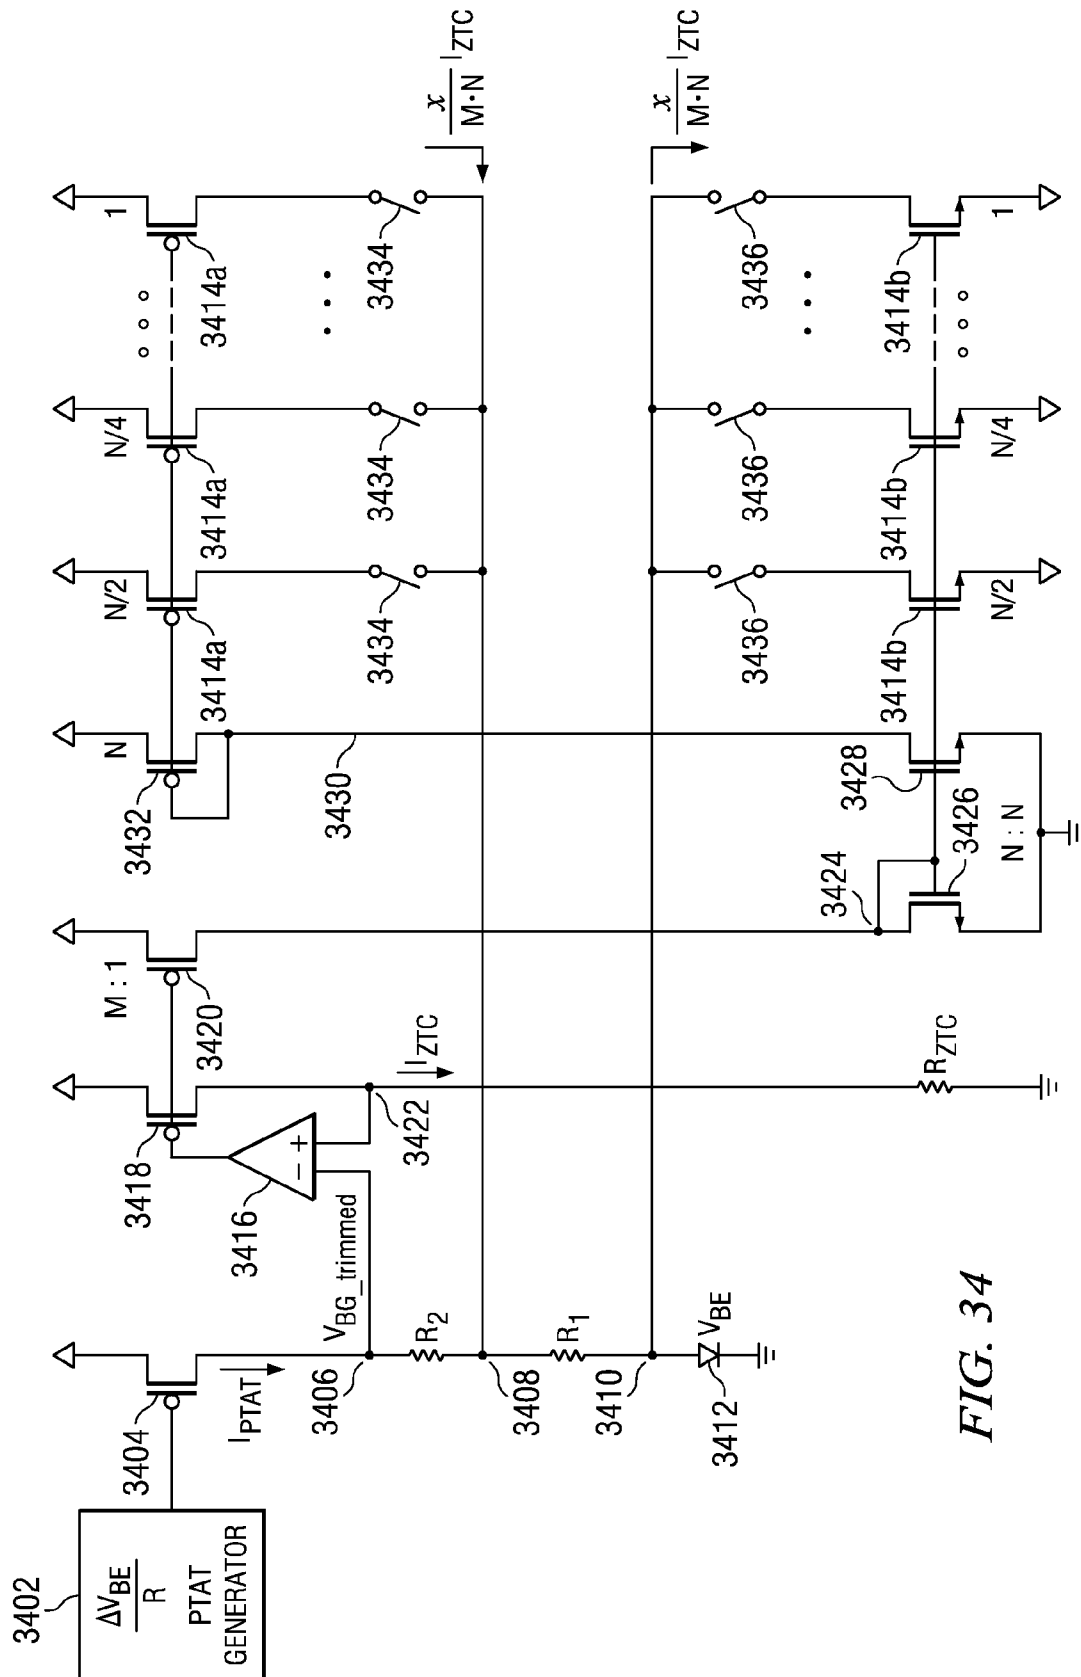 3402
ΔV_BE
R
PTAT
GENERATOR
3404
I_PTAT
V_BG_trimmed
3406
R_2
3408
R_1
3410
V_BE
3412
3416
−
+
3418
3422
I_ZTC
R_ZTC
M : 1
3420
3424
3426
N : N
3428
3430
N
3432
N/2
3414a
3434
3436
3414b
N/2
N/4
3414a
3434
3436
3414b
N/4
1
3414a
3434
3436
3414b
1
x
M·N
I_ZTC
x
M·N
I_ZTC
FIG. 34